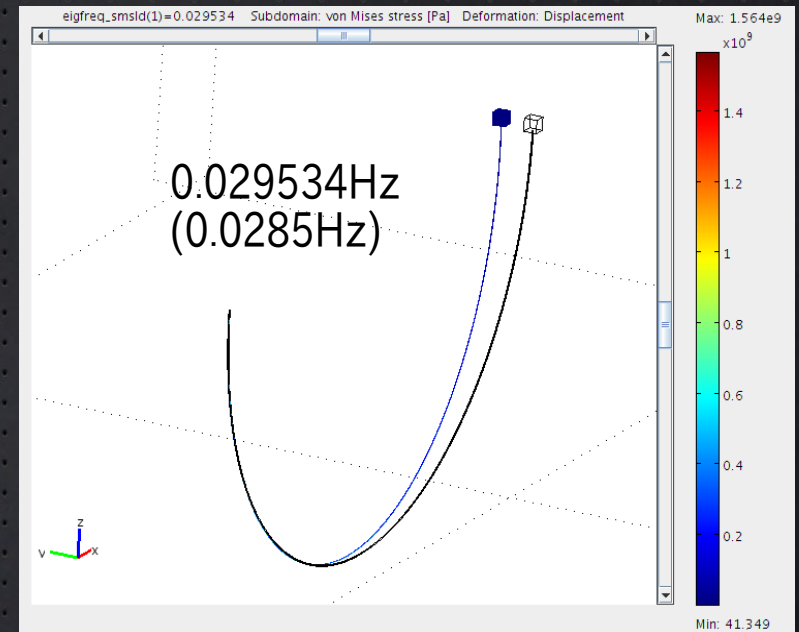 eigfreq_smsld(1)=0.029534 Subdomain: von Mises stress [Pa] Deformation: Displacement
Max: 1.564e9
x10⁹
0.029534Hz
(0.0285Hz)
1.4
1.2
1
0.8
0.6
0.4
0.2
z
y
x
Min: 41.349